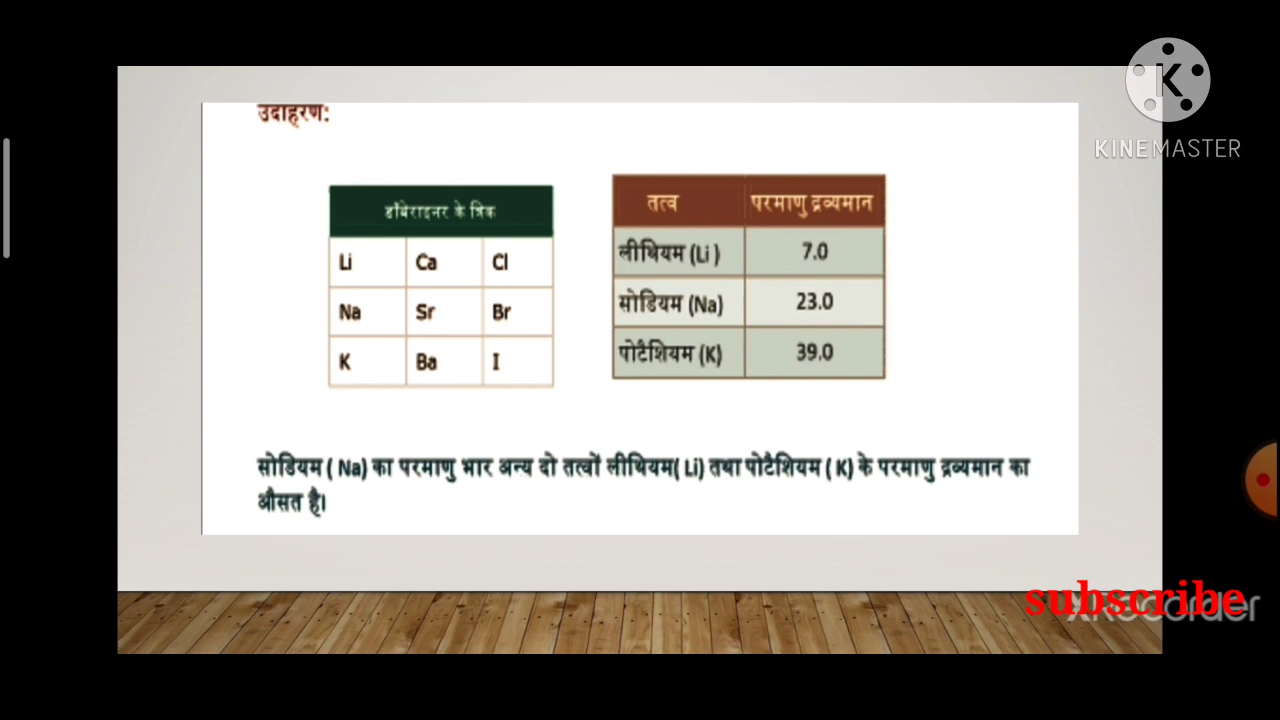 उदाहरण:
डॉबेराइनर के त्रिक
Li Ca Cl
Na Sr Br
K Ba I
तत्व परमाणु द्रव्यमान
लीथियम (Li ) 7.0
सोडियम (Na) 23.0
पोटैशियम (K) 39.0
सोडियम ( Na) का परमाणु भार अन्य दो तत्वों लीथियम( Li) तथा पोटैशियम ( K) के परमाणु द्रव्यमान का
औसत है।
K
KINEMASTER
subscribe
XRecorder